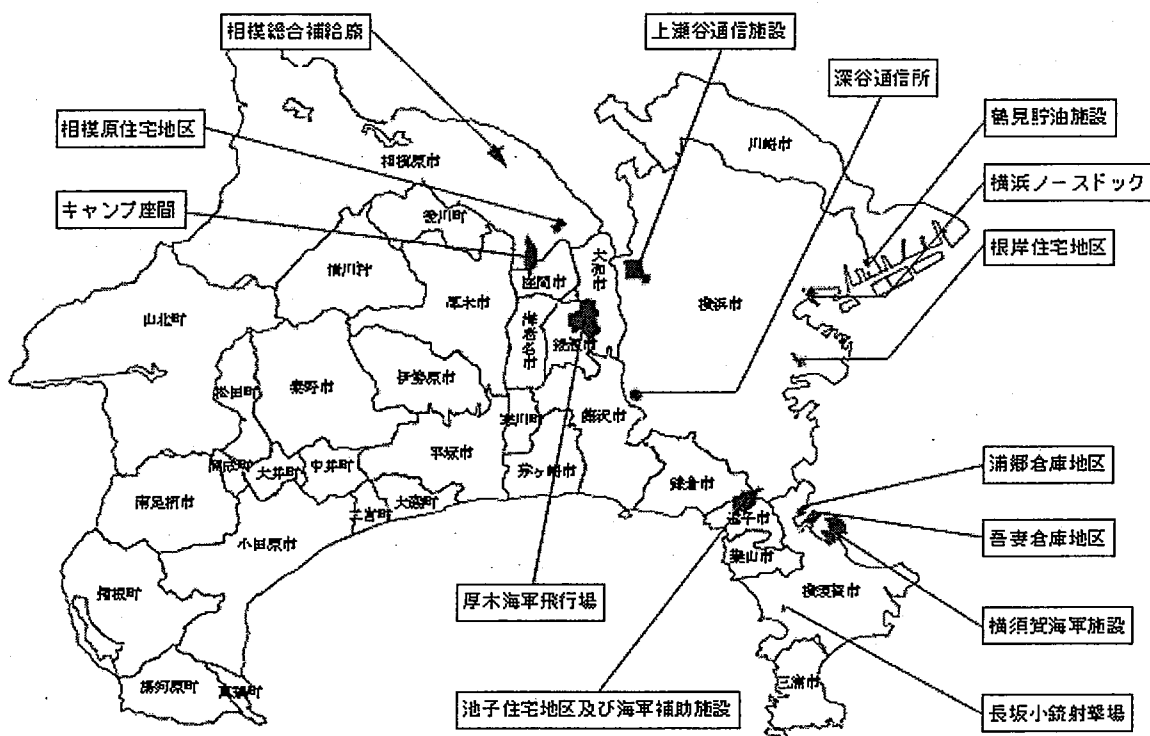 相模総合補給廠
上瀬谷通信施設
深谷通信所
鶴見貯油施設
相模原住宅地区
横浜ノースドック
キャンプ座間
根岸住宅地区
川崎市
相模原市
愛川町
清川村
座間市
大和市
厚木市
横浜市
山北町
海老名市
綾瀬市
松田町
秦野市
伊勢原市
寒川町
藤沢市
平塚市
茅ヶ崎市
鎌倉市
開成町
大井町
中井町
南足柄市
二宮町
大磯町
小田原市
逗子市
葉山市
浦郷倉庫地区
吾妻倉庫地区
箱根町
厚木海軍飛行場
横須賀市
横須賀海軍施設
湯河原町
真鶴町
三浦市
池子住宅地区及び海軍補助施設
長坂小銃射撃場